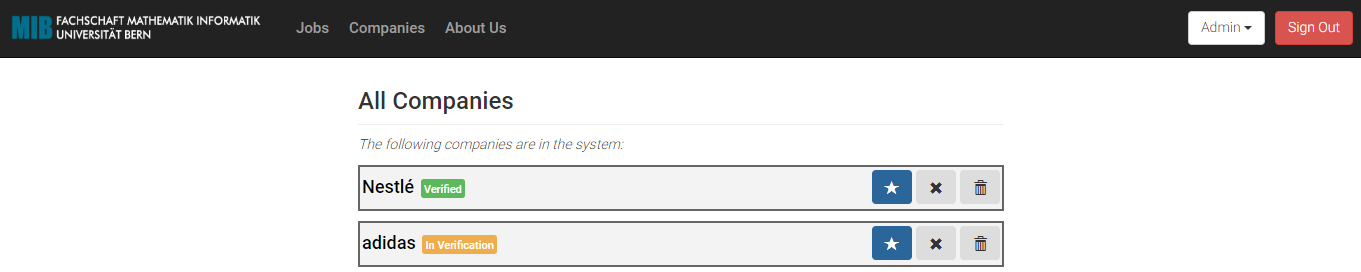 MIB FACHSCHAFT MATHEMATIK INFORMATIK
UNIVERSITÄT BERN
Jobs Companies About Us
Admin
Sign Out
All Companies
The following companies are in the system:
Nestlé Verified
adidas In Verification